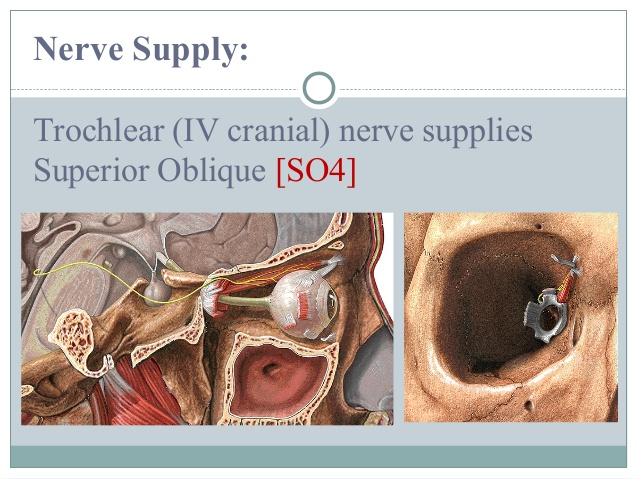 Nerve Supply:
Trochlear (IV cranial) nerve supplies
Superior Oblique [SO4]